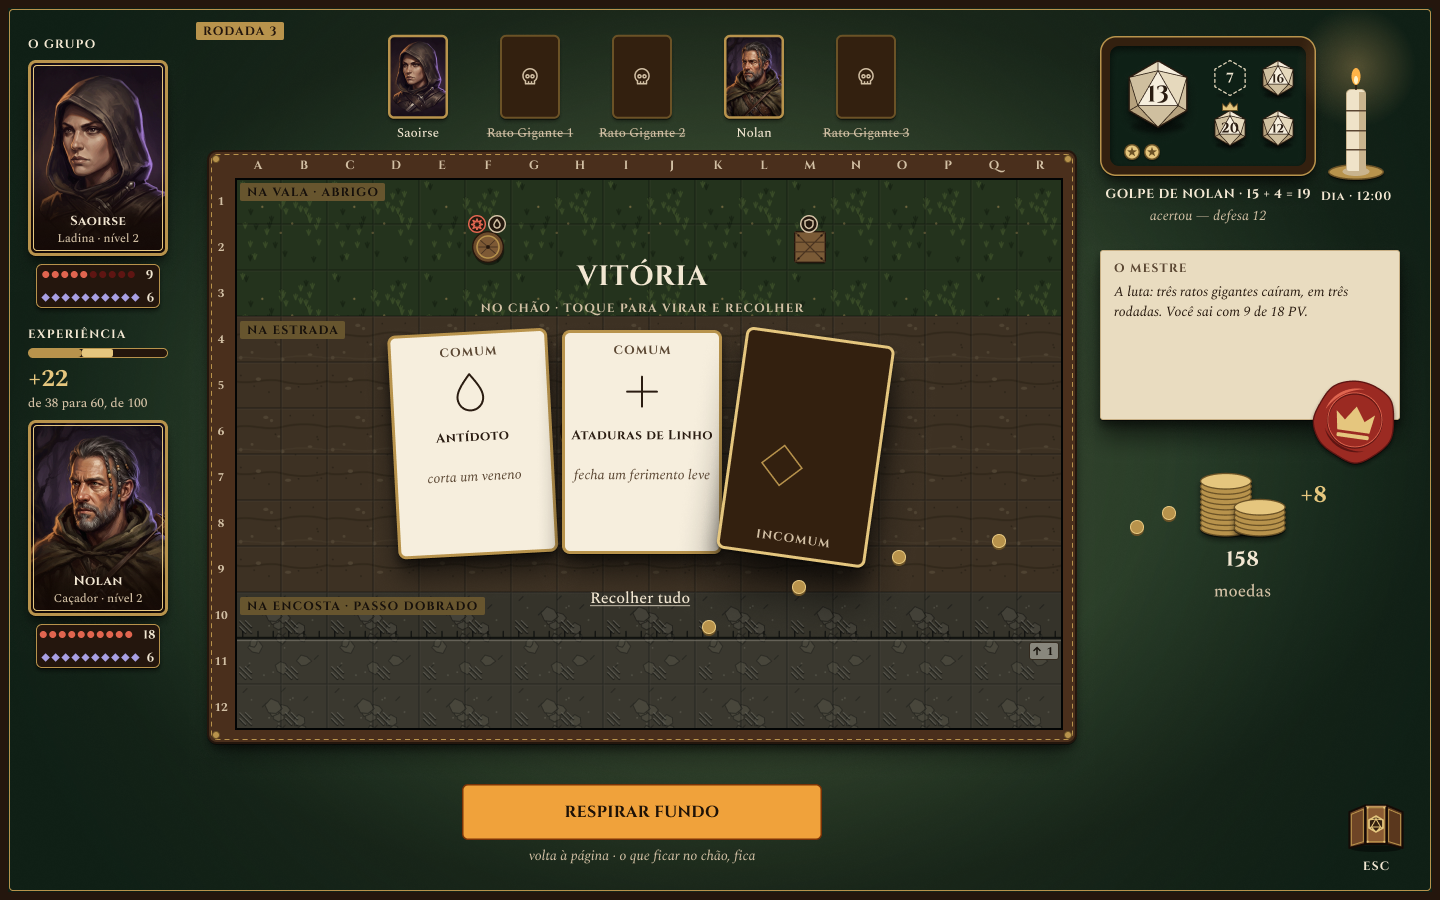 RODADA 3
O GRUPO
Saoirse
Rato Gigante 1
Rato Gigante 2
Nolan
Rato Gigante 3
SAOIRSE
Ladina · nível 2
9
6
EXPERIÊNCIA
+22
de 38 para 60, de 100
NOLAN
Caçador · nível 2
18
6
A B C D E F G H I J K L M N O P Q R
1
2
3
4
5
6
7
8
9
10
11
12
NA VALA · ABRIGO
VITÓRIA
NO CHÃO · TOQUE PARA VIRAR E RECOLHER
NA ESTRADA
COMUM
ANTÍDOTO
corta um veneno
COMUM
ATADURAS DE LINHO
fecha um ferimento leve
INCOMUM
Recolher tudo
NA ENCOSTA · PASSO DOBRADO
↑ 1
RESPIRAR FUNDO
volta à página · o que ficar no chão, fica
13
7
16
20
12
GOLPE DE NOLAN · 15 + 4 = 19
acertou — defesa 12
DIA · 12:00
O MESTRE
A luta: três ratos gigantes caíram, em três
rodadas. Você sai com 9 de 18 PV.
+8
158
moedas
ESC